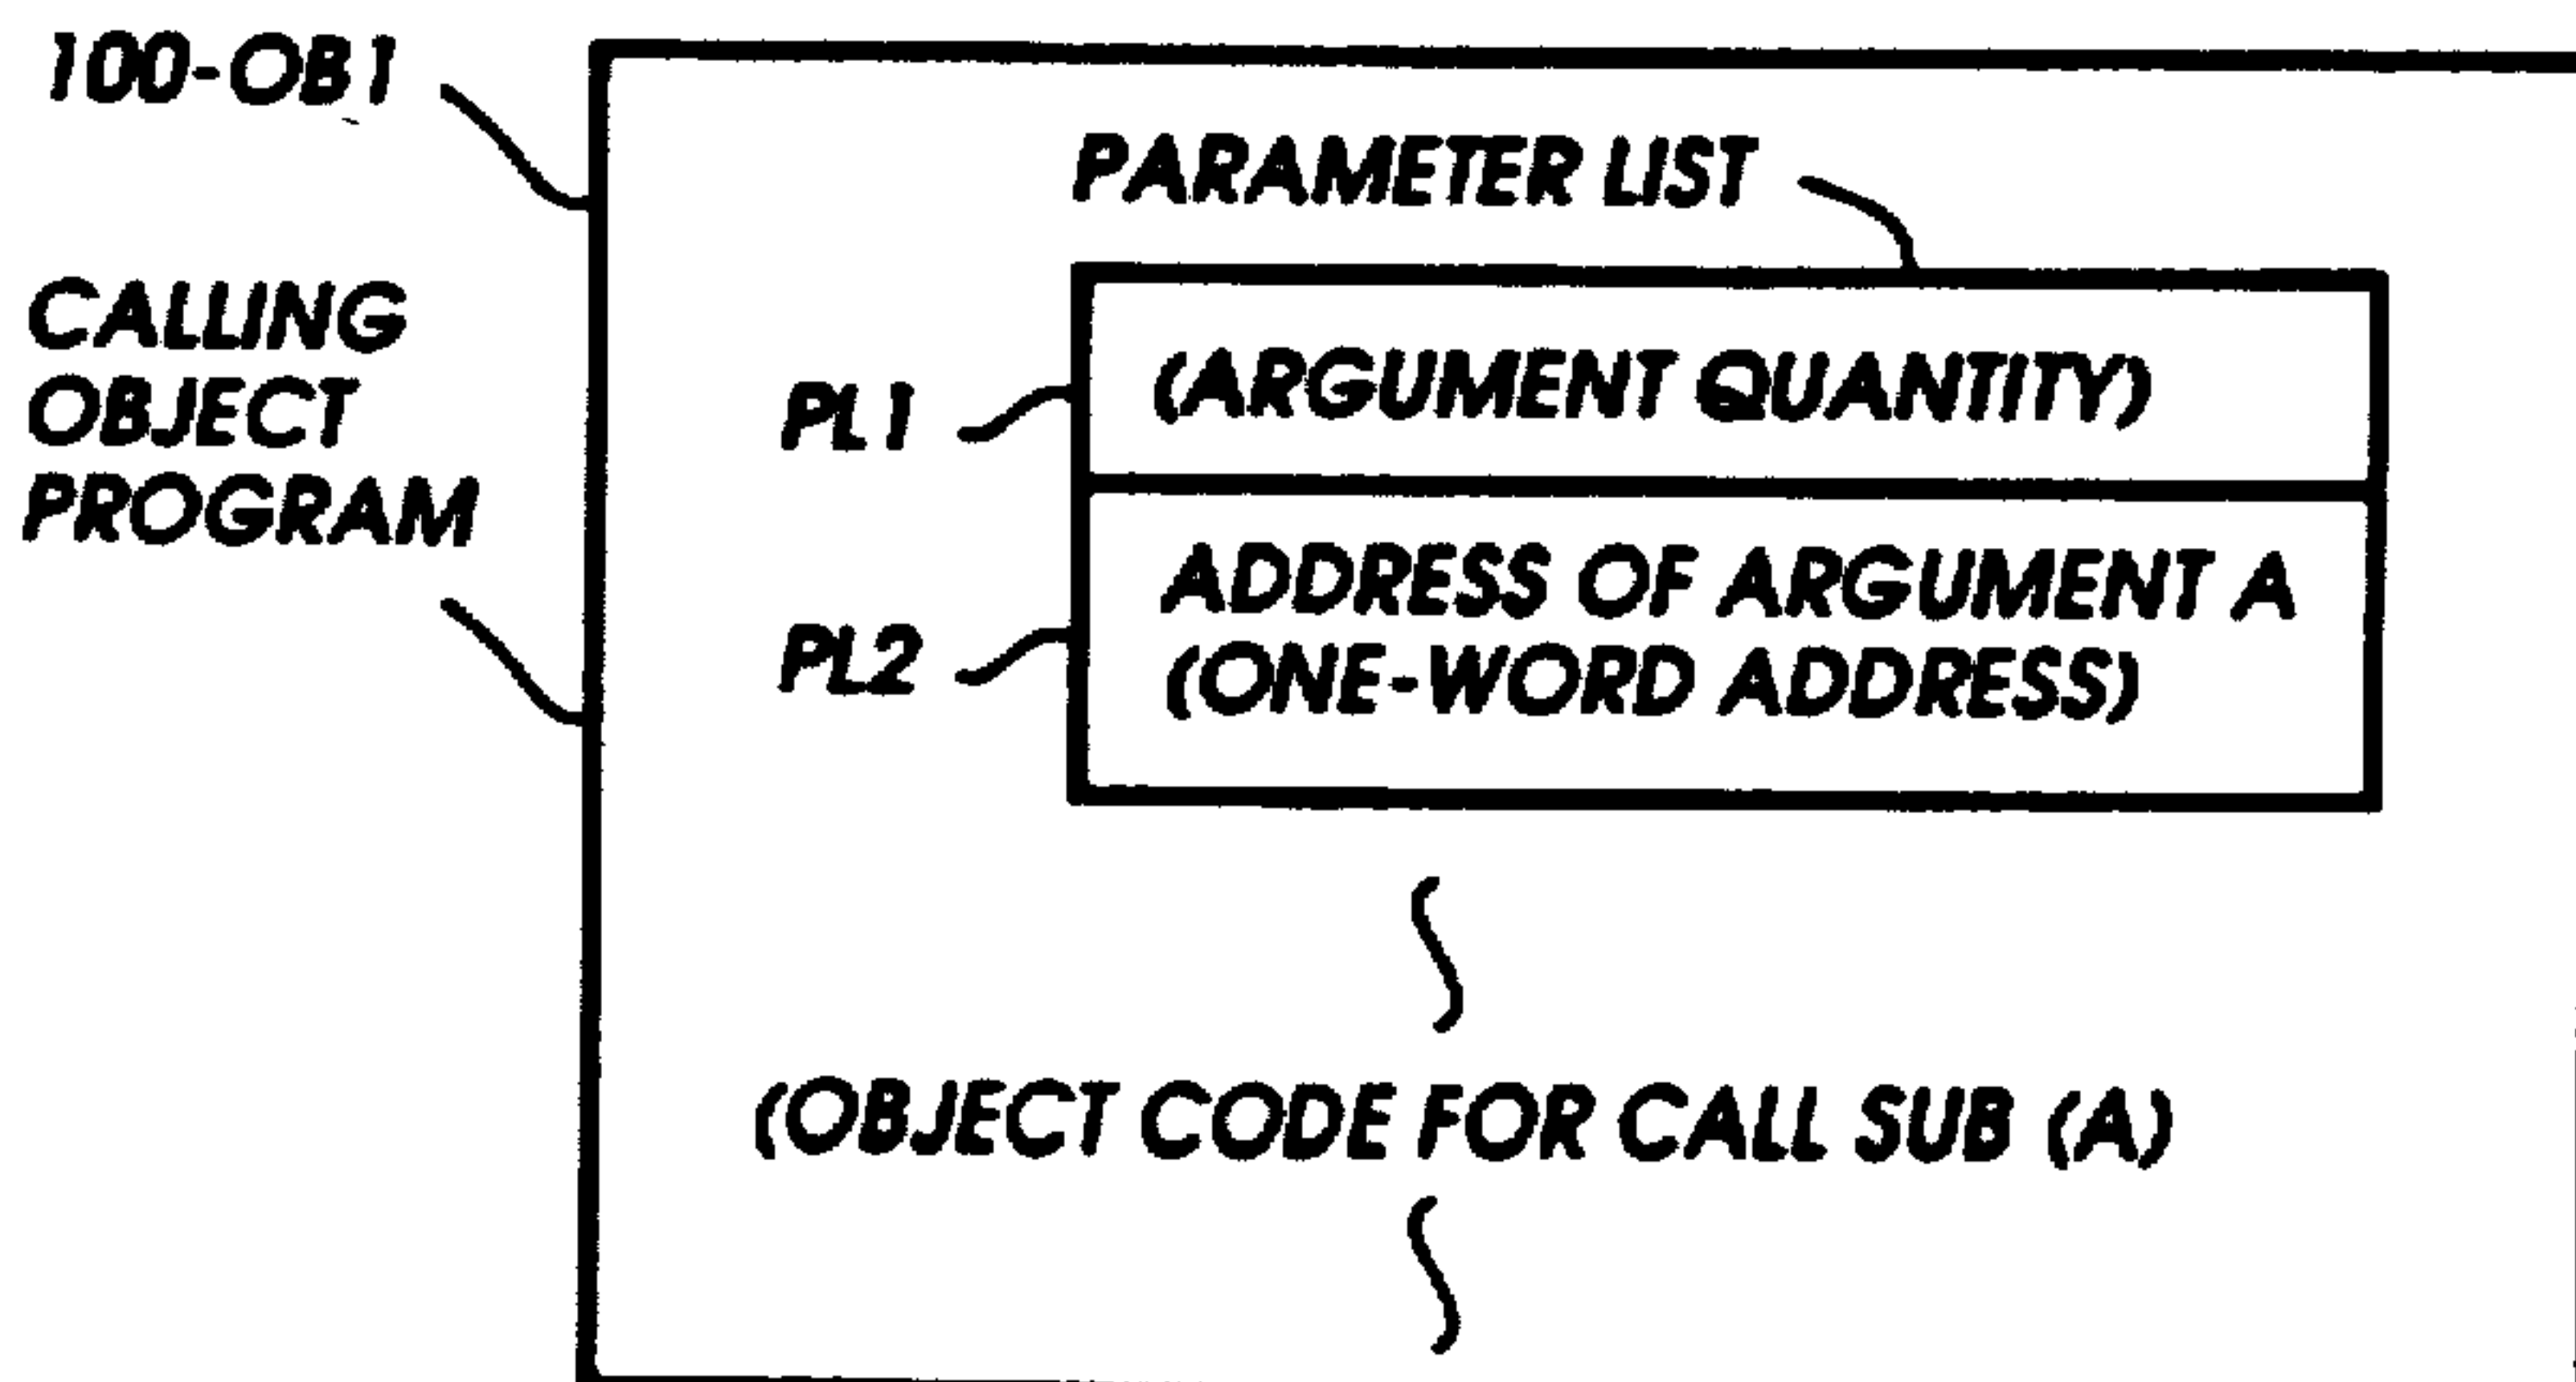 100-OB1
PARAMETER LIST
CALLING
OBJECT
PROGRAM
PL1
(ARGUMENT QUANTITY)
PL2
ADDRESS OF ARGUMENT A
(ONE-WORD ADDRESS)
(OBJECT CODE FOR CALL SUB (A)